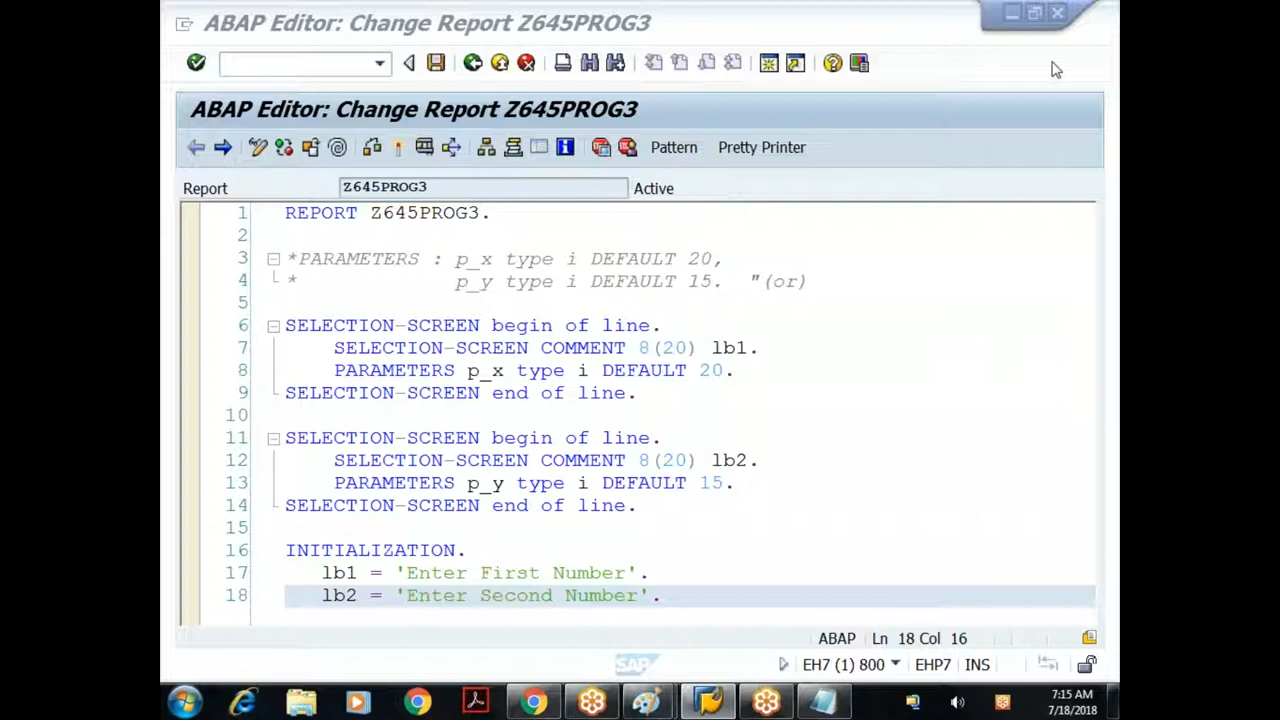 ABAP Editor: Change Report Z645PROG3
ABAP Editor: Change Report Z645PROG3
Pattern Pretty Printer
Report Z645PROG3 Active
1 REPORT Z645PROG3.
2
3 *PARAMETERS : p_x type i DEFAULT 20,
4 * p_y type i DEFAULT 15. "(or)
5
6 SELECTION-SCREEN begin of line.
7 SELECTION-SCREEN COMMENT 8(20) lb1.
8 PARAMETERS p_x type i DEFAULT 20.
9 SELECTION-SCREEN end of line.
10
11 SELECTION-SCREEN begin of line.
12 SELECTION-SCREEN COMMENT 8(20) lb2.
13 PARAMETERS p_y type i DEFAULT 15.
14 SELECTION-SCREEN end of line.
15
16 INITIALIZATION.
17 lb1 = 'Enter First Number'.
18 lb2 = 'Enter Second Number'.
ABAP Ln 18 Col 16
SAP EH7 (1) 800 EHP7 INS
7:15 AM
7/18/2018